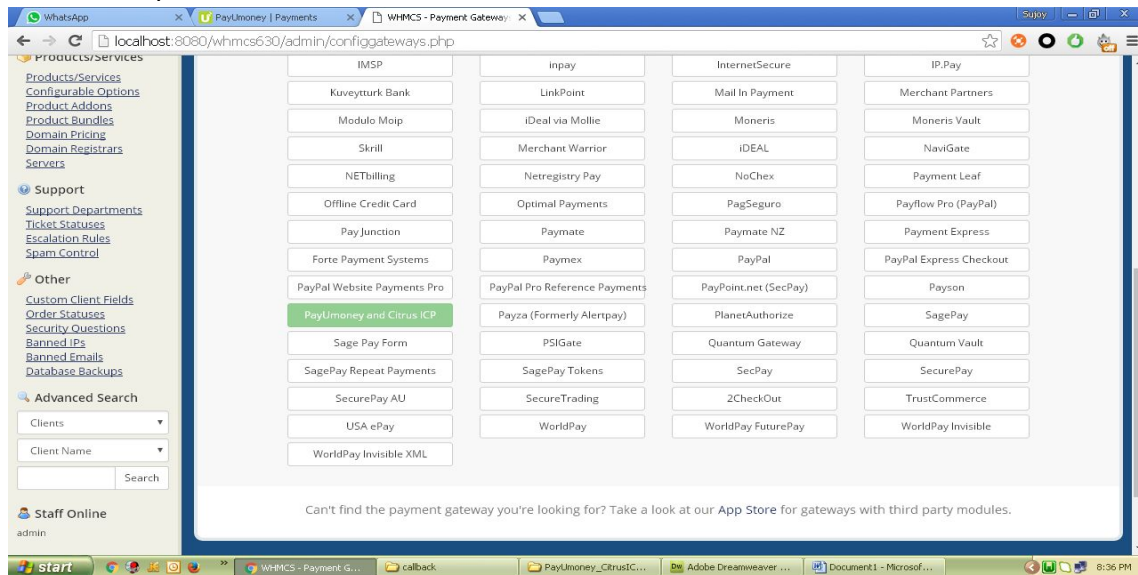 WhatsApp
PayUmoney | Payments
WHMCS - Payment Gateway
Sujoy
localhost:8080/whmcs630/admin/configgateways.php
off
Products/Services
Products/Services
Configurable Options
Product Addons
Product Bundles
Domain Pricing
Domain Registrars
Servers
Support
Support Departments
Ticket Statuses
Escalation Rules
Spam Control
Other
Custom Client Fields
Order Statuses
Security Questions
Banned IPs
Banned Emails
Database Backups
Advanced Search
Clients
Client Name
Search
Staff Online
admin
IMSP inpay InternetSecure IP.Pay
Kuveytturk Bank LinkPoint Mail In Payment Merchant Partners
Modulo Moip iDeal via Mollie Moneris Moneris Vault
Skrill Merchant Warrior iDEAL NaviGate
NETbilling Netregistry Pay NoChex Payment Leaf
Offline Credit Card Optimal Payments PagSeguro Payflow Pro (PayPal)
Pay Junction Paymate Paymate NZ Payment Express
Forte Payment Systems Paymex PayPal PayPal Express Checkout
PayPal Website Payments Pro PayPal Pro Reference Payments PayPoint.net (SecPay) Payson
PayUmoney and Citrus ICP Payza (Formerly Alertpay) PlanetAuthorize SagePay
Sage Pay Form PSIGate Quantum Gateway Quantum Vault
SagePay Repeat Payments SagePay Tokens SecPay SecurePay
SecurePay AU SecureTrading 2CheckOut TrustCommerce
USA ePay WorldPay WorldPay FuturePay WorldPay Invisible
WorldPay Invisible XML
Can't find the payment gateway you're looking for? Take a look at our App Store for gateways with third party modules.
start
WHMCS - Payment G...
callback
PayUmoney_CitrusIC...
Dw Adobe Dreamweaver ...
Document1 - Microsof...
8:36 PM